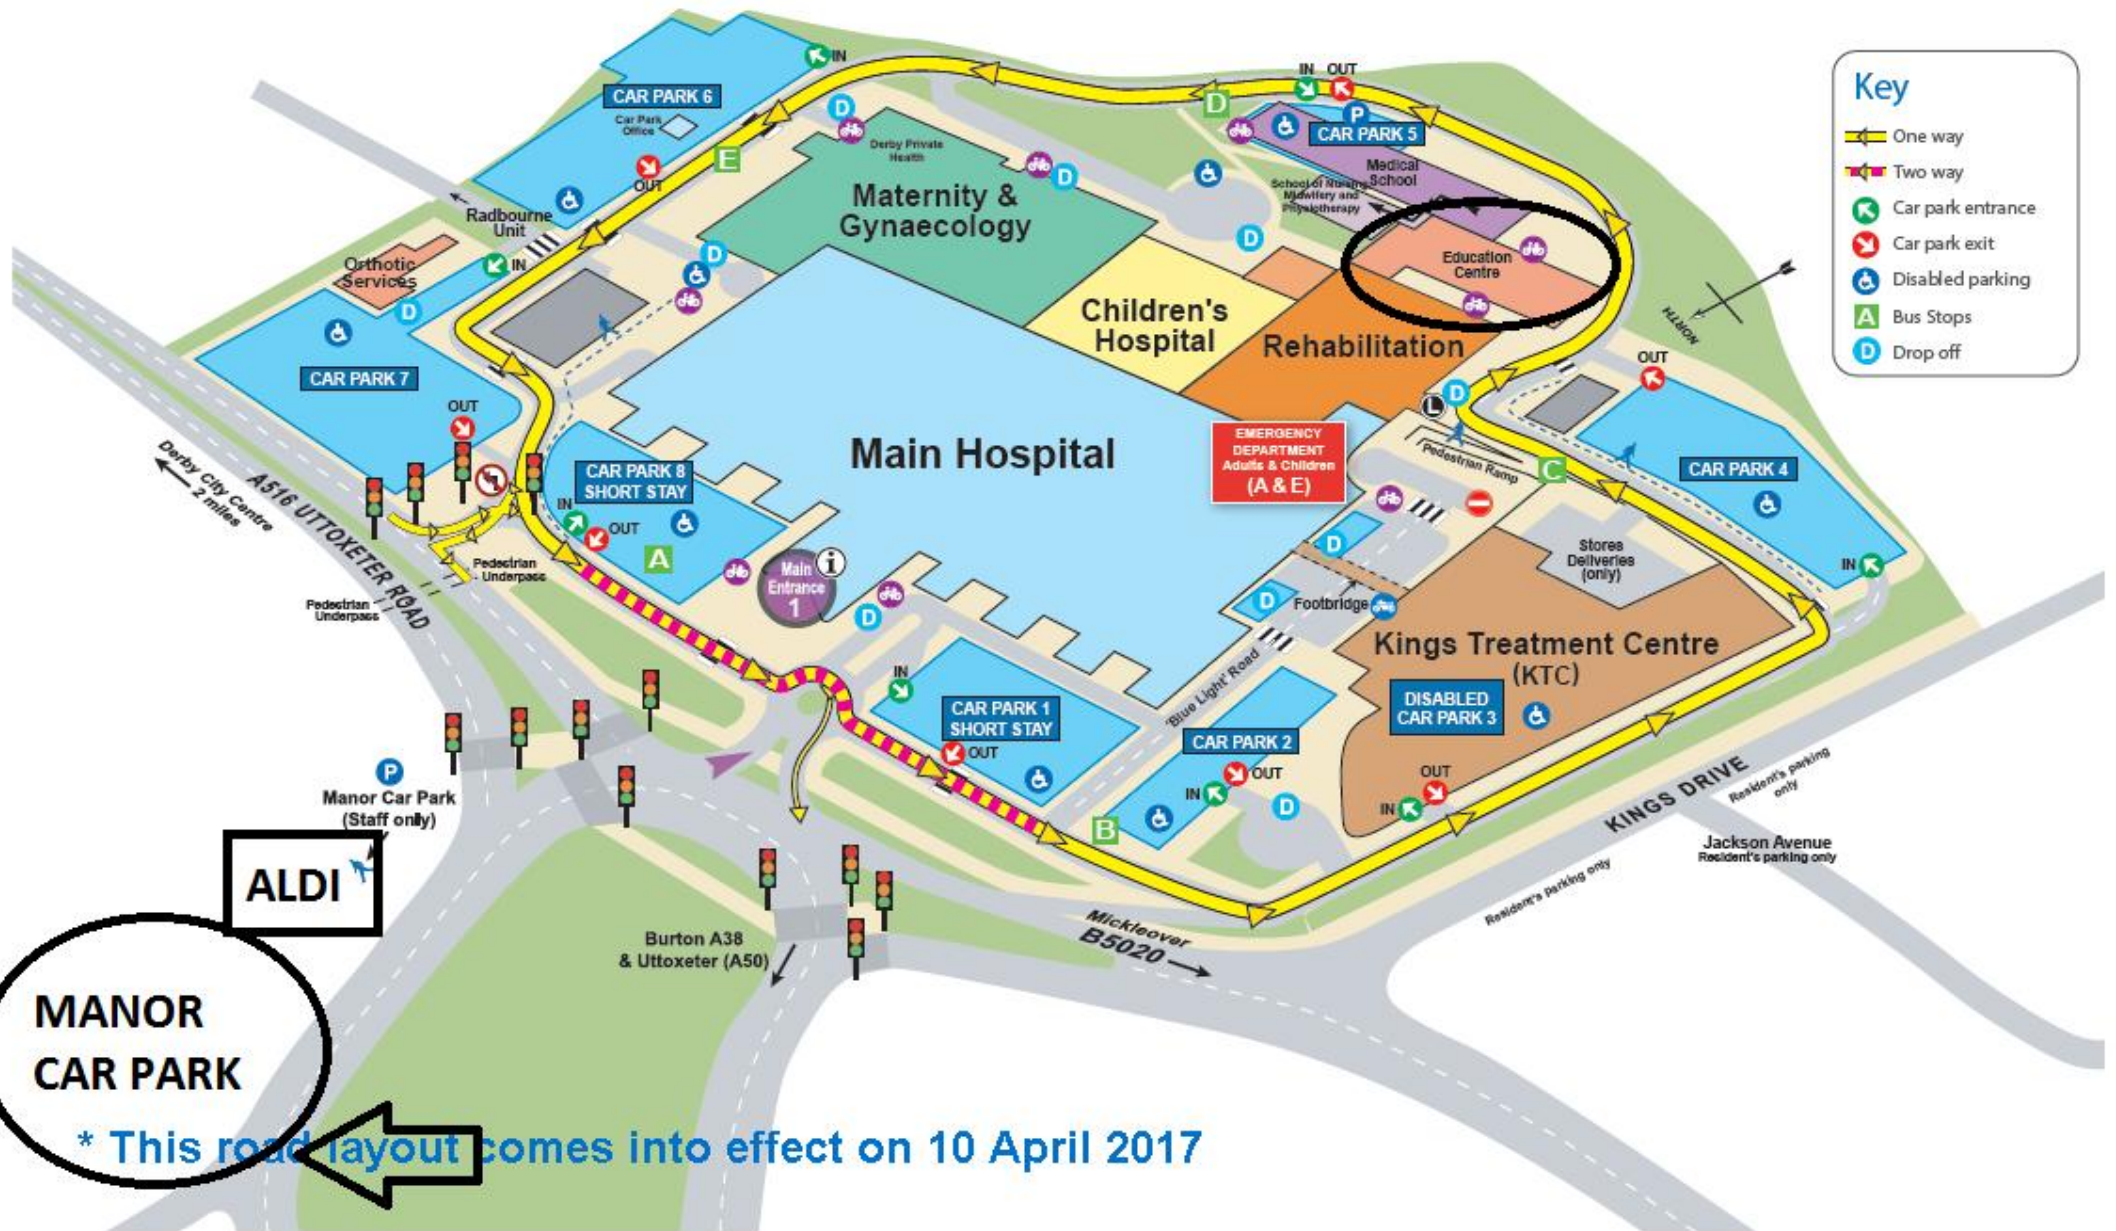 IN
CAR PARK 6
Car Park
Office
OUT
E
D
Derby Private
Health
D
Maternity &
Gynaecology
D
IN OUT
D
P
CAR PARK 5
Medical
School
School of Nursing
Midwifery and
Physiotherapy
D
Education
Centre
Key
One way
Two way
Car park entrance
Car park exit
Disabled parking
A Bus Stops
D Drop off
NORTH
Radbourne
Unit
IN
Orthotic
Services
D
D
CAR PARK 7
OUT
Children's
Hospital
Rehabilitation
D
L
OUT
Main Hospital
EMERGENCY
DEPARTMENT
Adults & Children
(A & E)
Pedestrian Ramp
C
CAR PARK 4
IN
Stores
Deliveries
(only)
Derby City Centre
2 miles
A516 UTTOXETER ROAD
CAR PARK 8
SHORT STAY
IN
OUT
A
Pedestrian
Underpass
Pedestrian
Underpass
Main
Entrance
1
i
D
D
D
Footbridge
'Blue Light' Road
Kings Treatment Centre
(KTC)
DISABLED
CAR PARK 3
IN
CAR PARK 1
SHORT STAY
OUT
CAR PARK 2
OUT
IN
D
B
OUT
IN
KINGS DRIVE
Resident's parking
only
Resident's parking only
Jackson Avenue
Resident's parking only
P
Manor Car Park
(Staff only)
ALDI
MANOR
CAR PARK
Burton A38
& Uttoxeter (A50)
Mickleover
B5020
* This road layout comes into effect on 10 April 2017